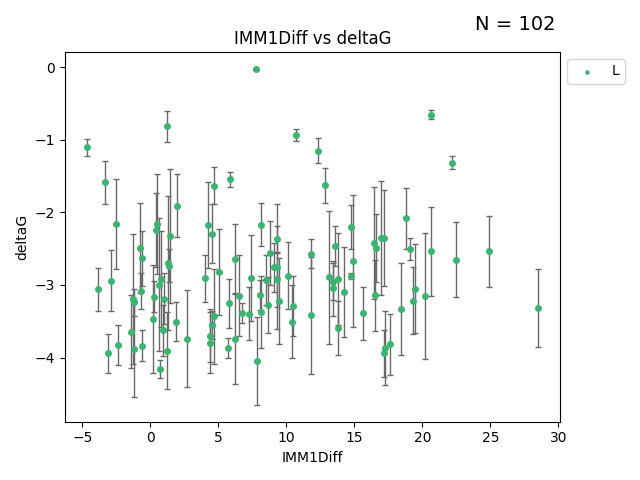 N = 102
IMM1Diff vs deltaG
L
deltaG
0
−1
−2
−3
−4
−5 0 5 10 15 20 25 30
IMM1Diff